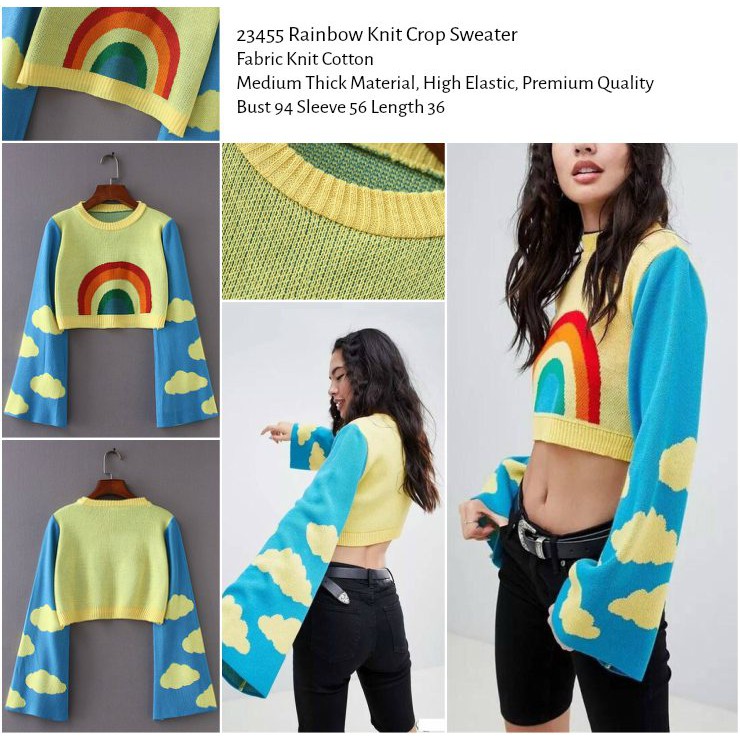 23455 Rainbow Knit Crop Sweater
Fabric Knit Cotton
Medium Thick Material, High Elastic, Premium Quality
Bust 94 Sleeve 56 Length 36